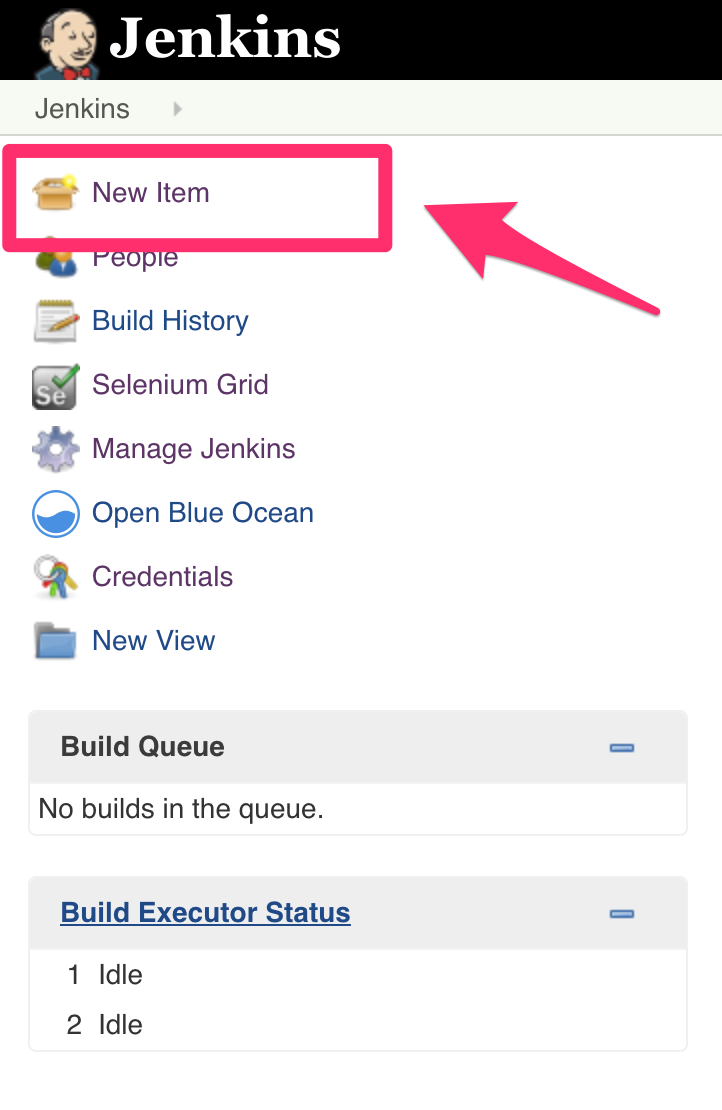 Jenkins
Jenkins
New Item
People
Build History
Se
Selenium Grid
Manage Jenkins
Open Blue Ocean
Credentials
New View
Build Queue
No builds in the queue.
Build Executor Status
1 Idle
2 Idle